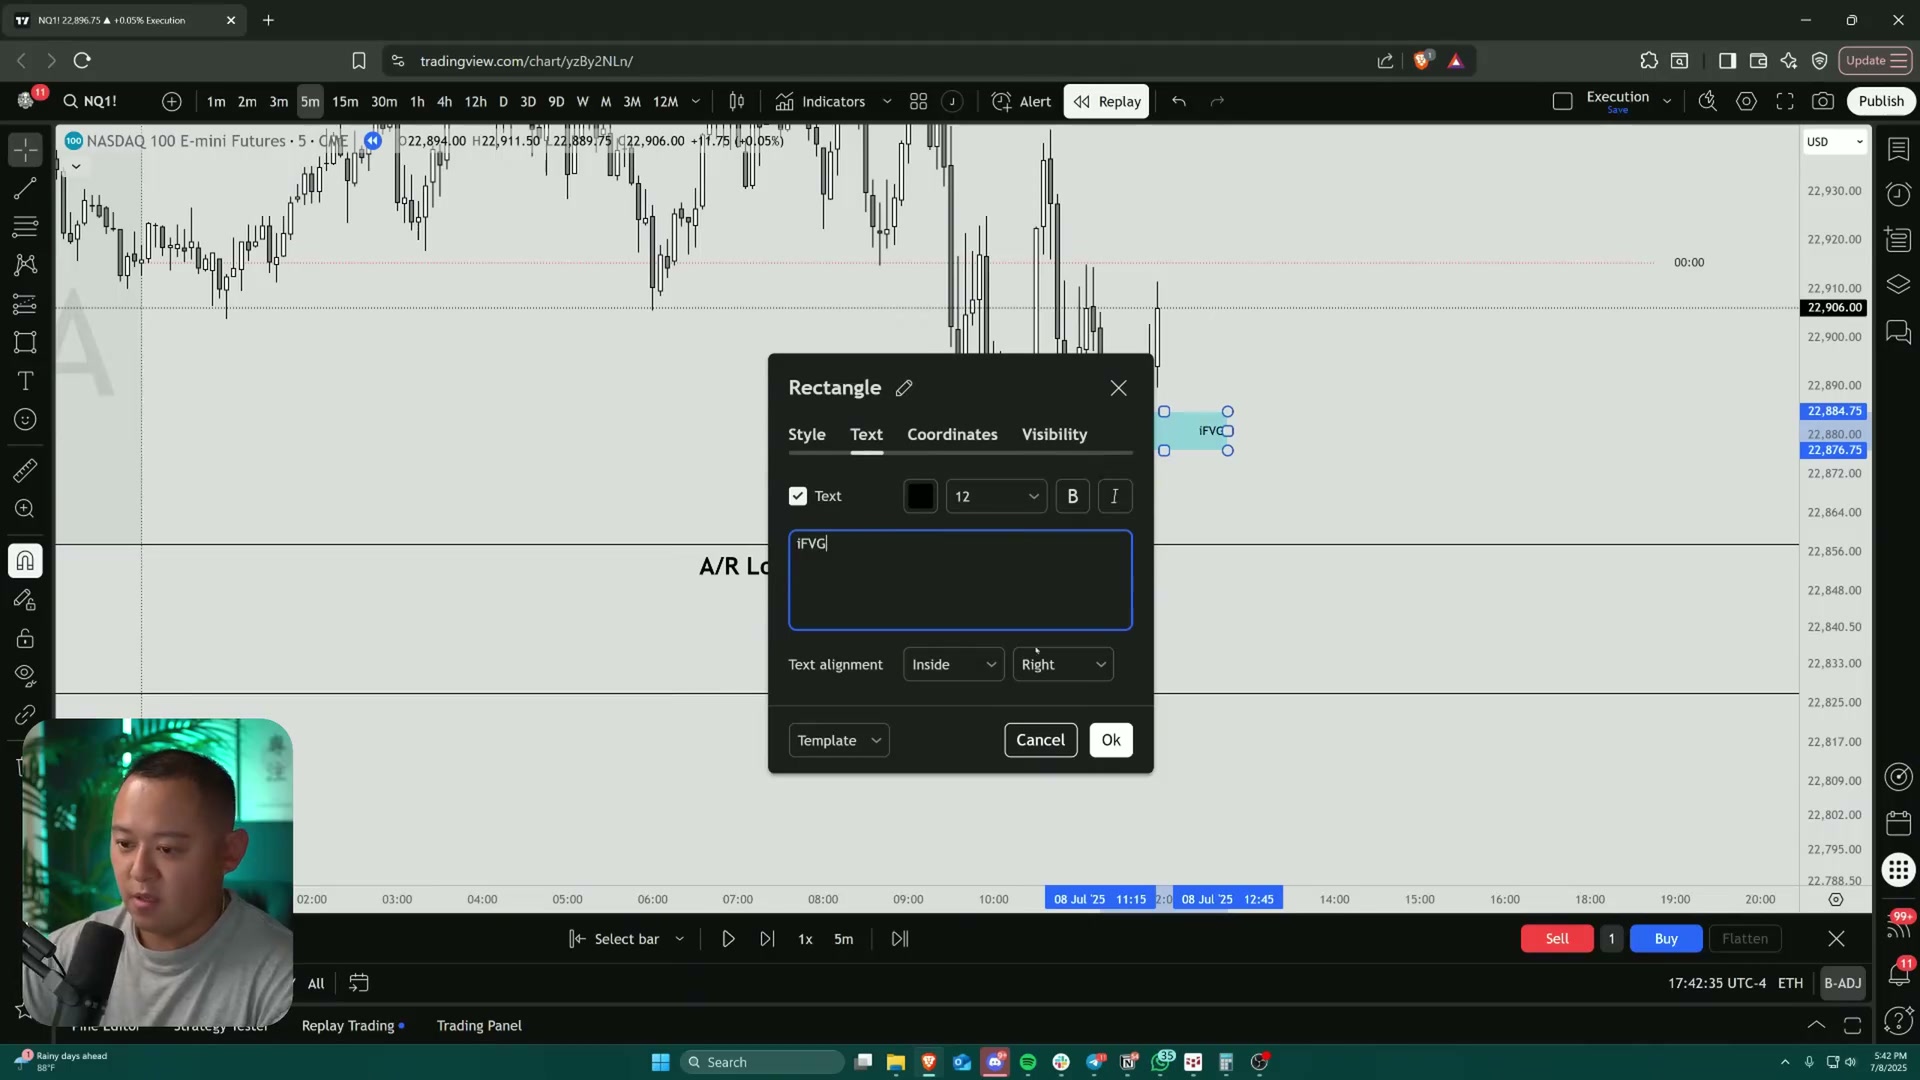 NQ1! 22,896.75 ▲ +0.05% Execution
tradingview.com/chart/yzBy2NLn/
1
Update
11
NQ1!
1m 2m 3m 5m 15m 30m 1h 4h 12h D 3D 9D W M 3M 12M
Indicators
J
Alert
Replay
Execution
Save
Publish
100 NASDAQ 100 E-mini Futures · 5 · CME
O22,894.00 H22,911.50 L22,889.75 C22,906.00 +11.75 (+0.05%)
USD
22,930.00
22,920.00
00:00
22,910.00
22,906.00
22,900.00
22,890.00
22,884.75
22,880.00
22,876.75
22,872.00
22,864.00
22,856.00
22,848.00
22,840.50
22,833.00
22,825.00
22,817.00
22,809.00
22,802.00
22,795.00
22,788.50
A
iFVG
A/R Lo
Rectangle
Style Text Coordinates Visibility
Text
12
B
I
iFVG
Text alignment
Inside
Right
Template
Cancel
Ok
02:00 03:00 04:00 05:00 06:00 07:00 08:00 09:00 10:00 08 Jul '25 11:15 08 Jul '25 12:45 14:00 15:00 16:00 17:00 18:00 19:00 20:00
Select bar
1x
5m
Sell
1
Buy
Flatten
All
17:42:35 UTC-4
ETH
B-ADJ
99+
11
Replay Trading
Trading Panel
Rainy days ahead
88°F
Search
35
5:42 PM
7/8/2025